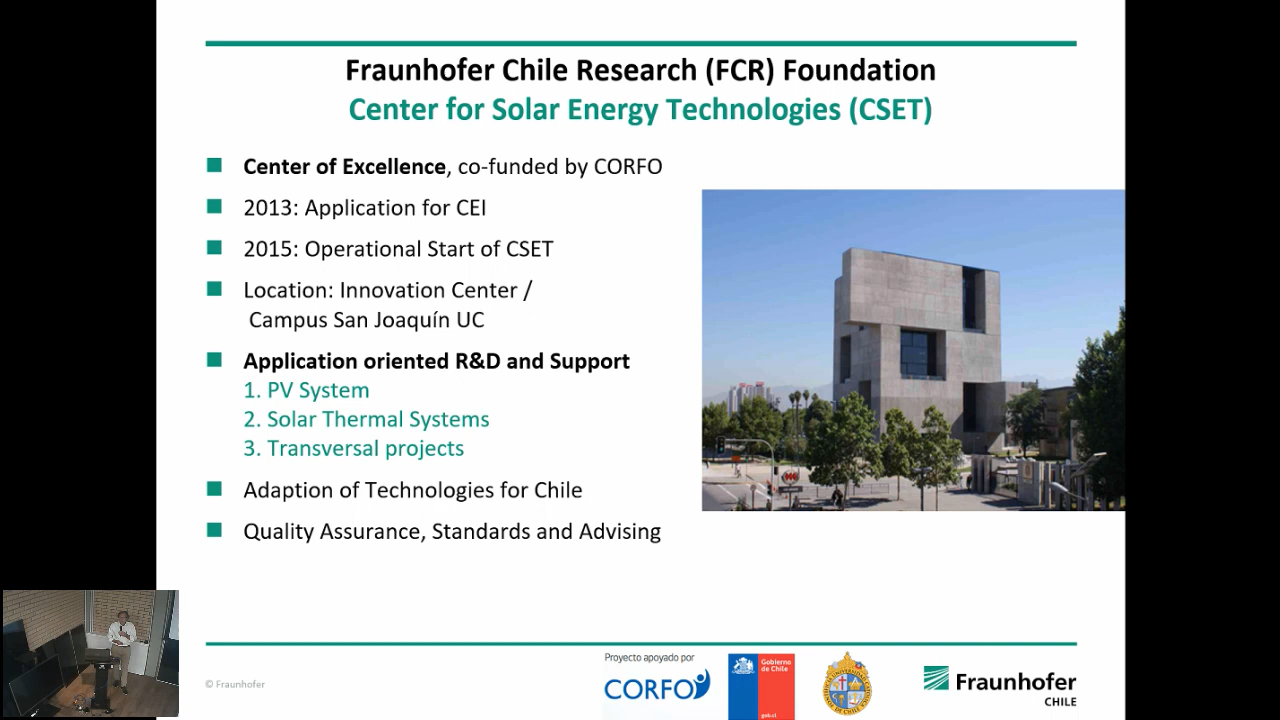 Fraunhofer Chile Research (FCR) Foundation
Center for Solar Energy Technologies (CSET)
Center of Excellence, co-funded by CORFO
2013: Application for CEI
2015: Operational Start of CSET
Location: Innovation Center /
Campus San Joaquín UC
Application oriented R&D and Support
1. PV System
2. Solar Thermal Systems
3. Transversal projects
Adaption of Technologies for Chile
Quality Assurance, Standards and Advising
© Fraunhofer
Proyecto apoyado por
CORFO
Gobierno
de Chile
gob.cl
Fraunhofer
CHILE